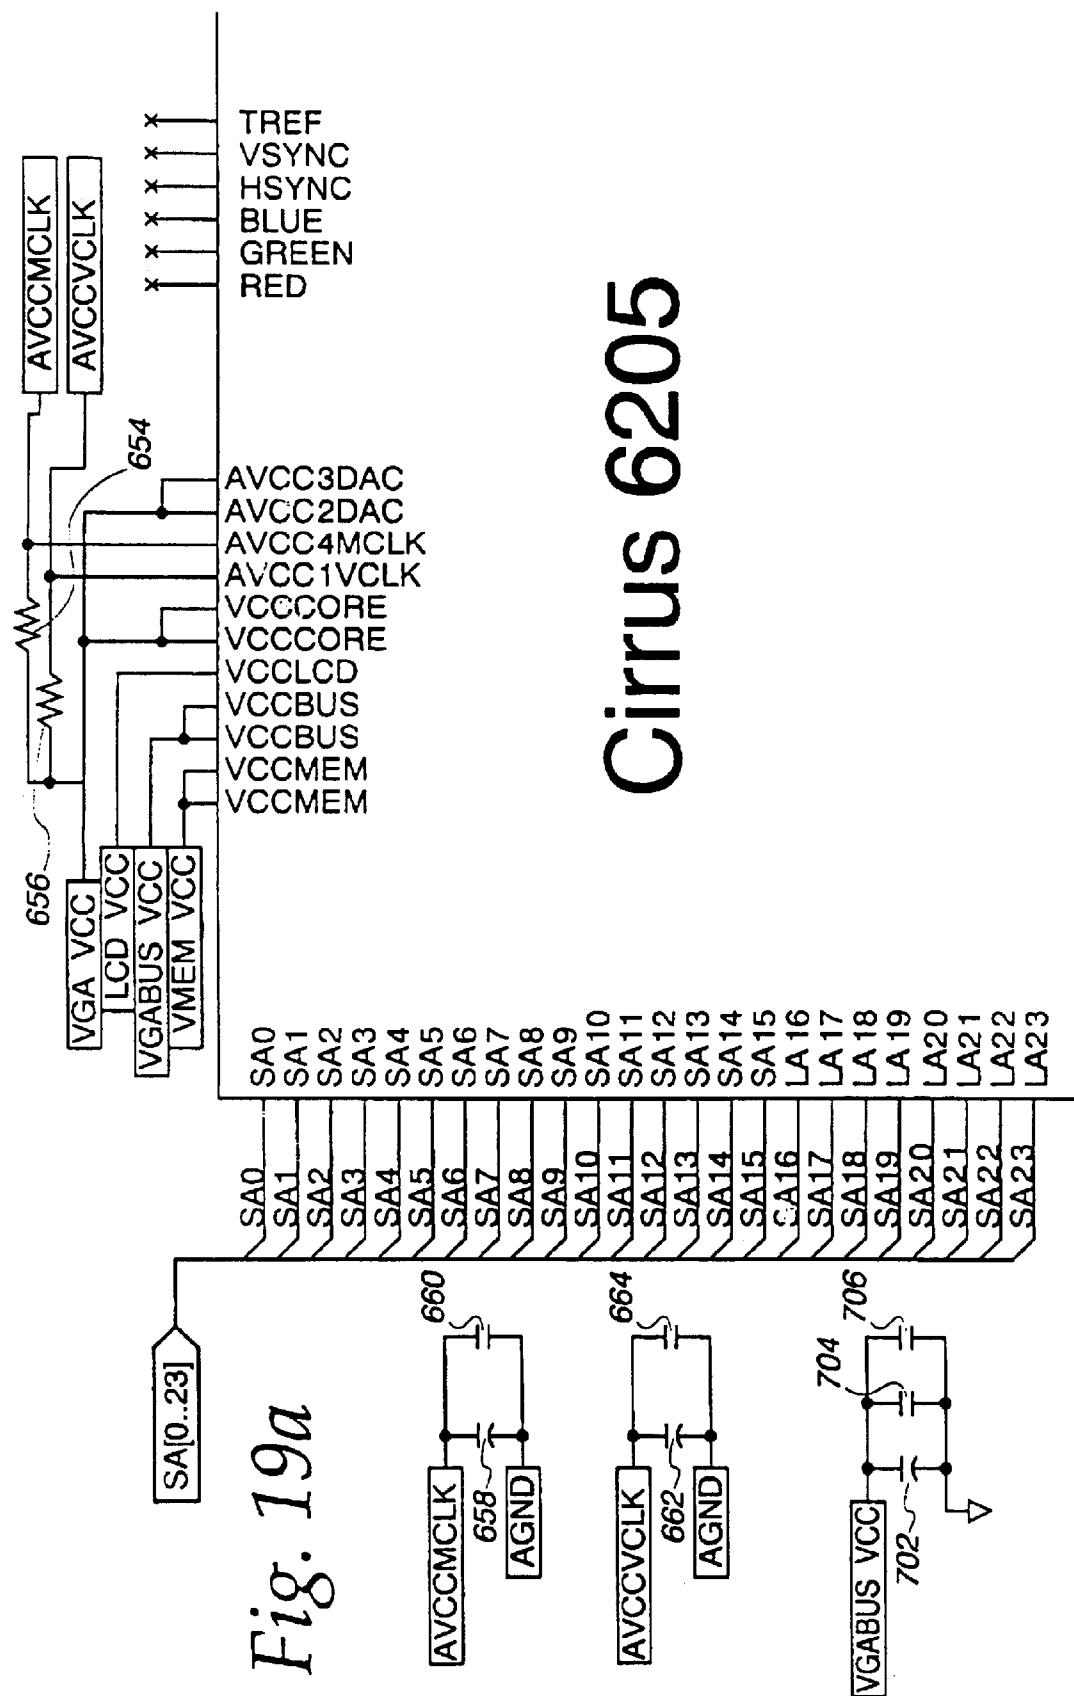 TREF
VSYNC
HSYNC
BLUE
GREEN
RED
AVCCMCLK
AVCCVCLK
654
AVCC3DAC
AVCC2DAC
AVCC4MCLK
AVCC1VCLK
VCCCORE
VCCCORE
VCCLCD
VCCBUS
VCCBUS
VCCMEM
VCCMEM
656
VGA VCC
LCD VCC
VGABUS VCC
VMEM VCC
Cirrus 6205
SA0
SA1
SA2
SA3
SA4
SA5
SA6
SA7
SA8
SA9
SA10
SA11
SA12
SA13
SA14
SA15
LA16
LA17
LA18
LA19
LA20
LA21
LA22
LA23
SA0
SA1
SA2
SA3
SA4
SA5
SA6
SA7
SA8
SA9
SA10
SA11
SA12
SA13
SA14
SA15
SA16
SA17
SA18
SA19
SA20
SA21
SA22
SA23
SA[0..23]
660
658
AVCCMCLK
AGND
664
662
AVCCVCLK
AGND
706
704
702
VGABUS VCC
Fig. 19a